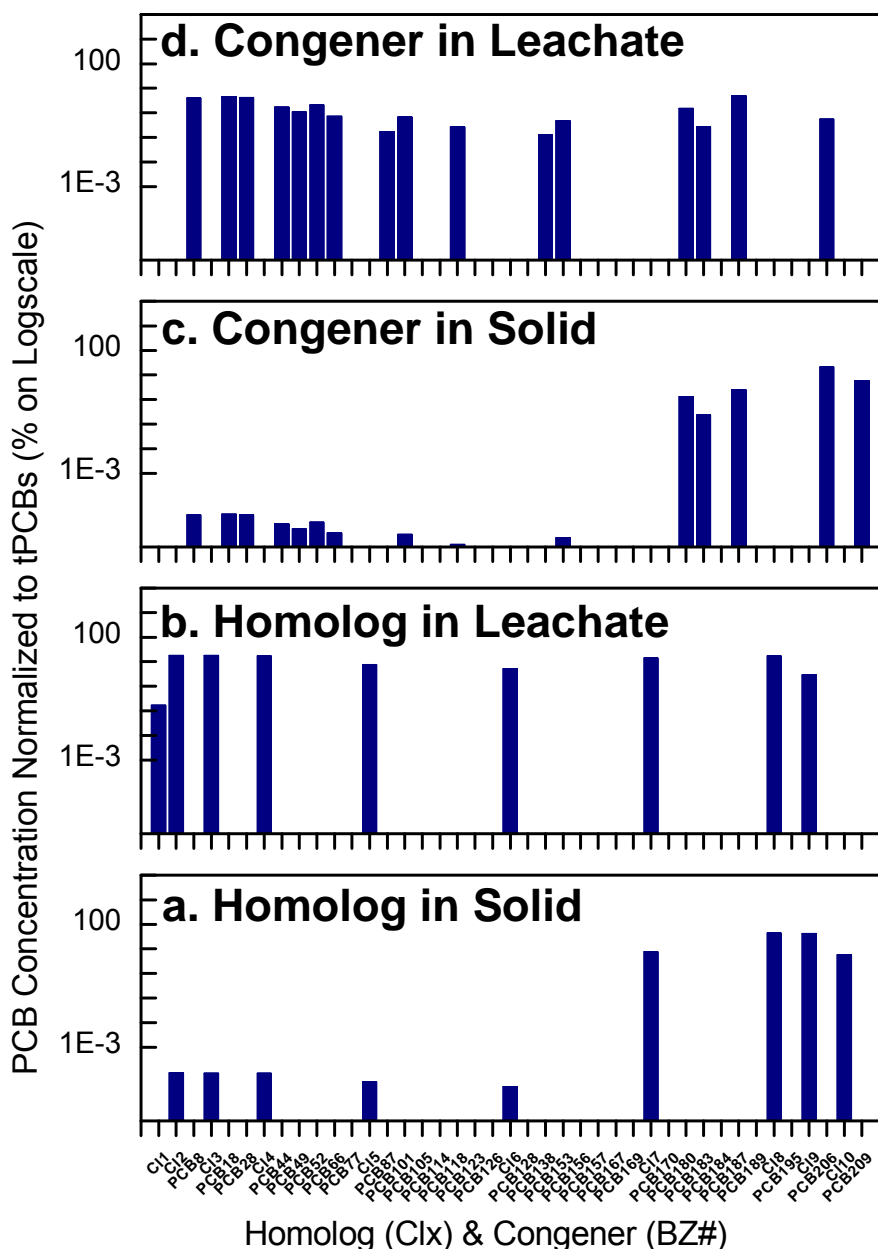 PCB Concentration Normalized to tPCBs (% on Logscale)
d. Congener in Leachate
100
1E-3
c. Congener in Solid
100
1E-3
b. Homolog in Leachate
100
1E-3
a. Homolog in Solid
100
1E-3
Cl1
Cl2
PCB8
Cl3
PCB18
PCB28
Cl4
PCB44
PCB49
PCB52
PCB66
PCB77
Cl5
PCB87
PCB101
PCB105
PCB114
PCB118
PCB123
PCB126
Cl6
PCB128
PCB138
PCB153
PCB156
PCB157
PCB167
PCB169
Cl7
PCB170
PCB180
PCB183
PCB184
PCB187
PCB189
Cl8
PCB195
Cl9
PCB206
Cl10
PCB209
Homolog (Clx) & Congener (BZ#)